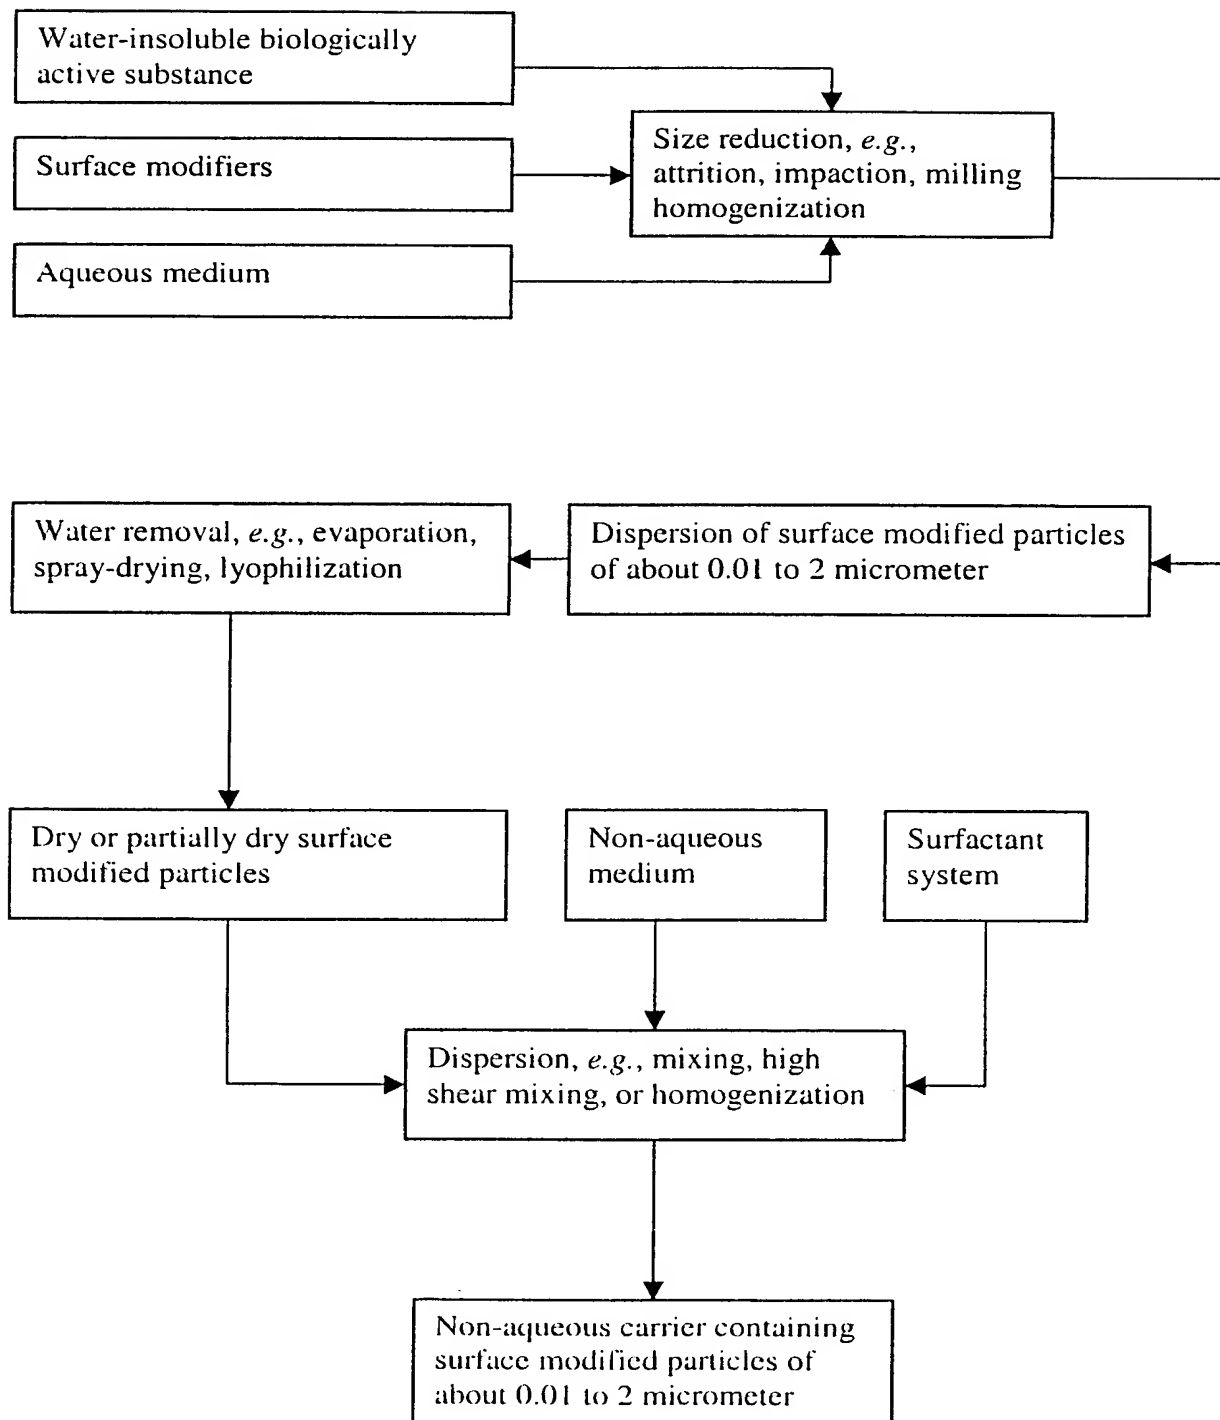 Water-insoluble biologically
active substance
Surface modifiers
Aqueous medium
Size reduction, e.g.,
attrition, impaction, milling
homogenization
Dispersion of surface modified particles
of about 0.01 to 2 micrometer
Water removal, e.g., evaporation,
spray-drying, lyophilization
Dry or partially dry surface
modified particles
Non-aqueous
medium
Surfactant
system
Dispersion, e.g., mixing, high
shear mixing, or homogenization
Non-aqueous carrier containing
surface modified particles of
about 0.01 to 2 micrometer